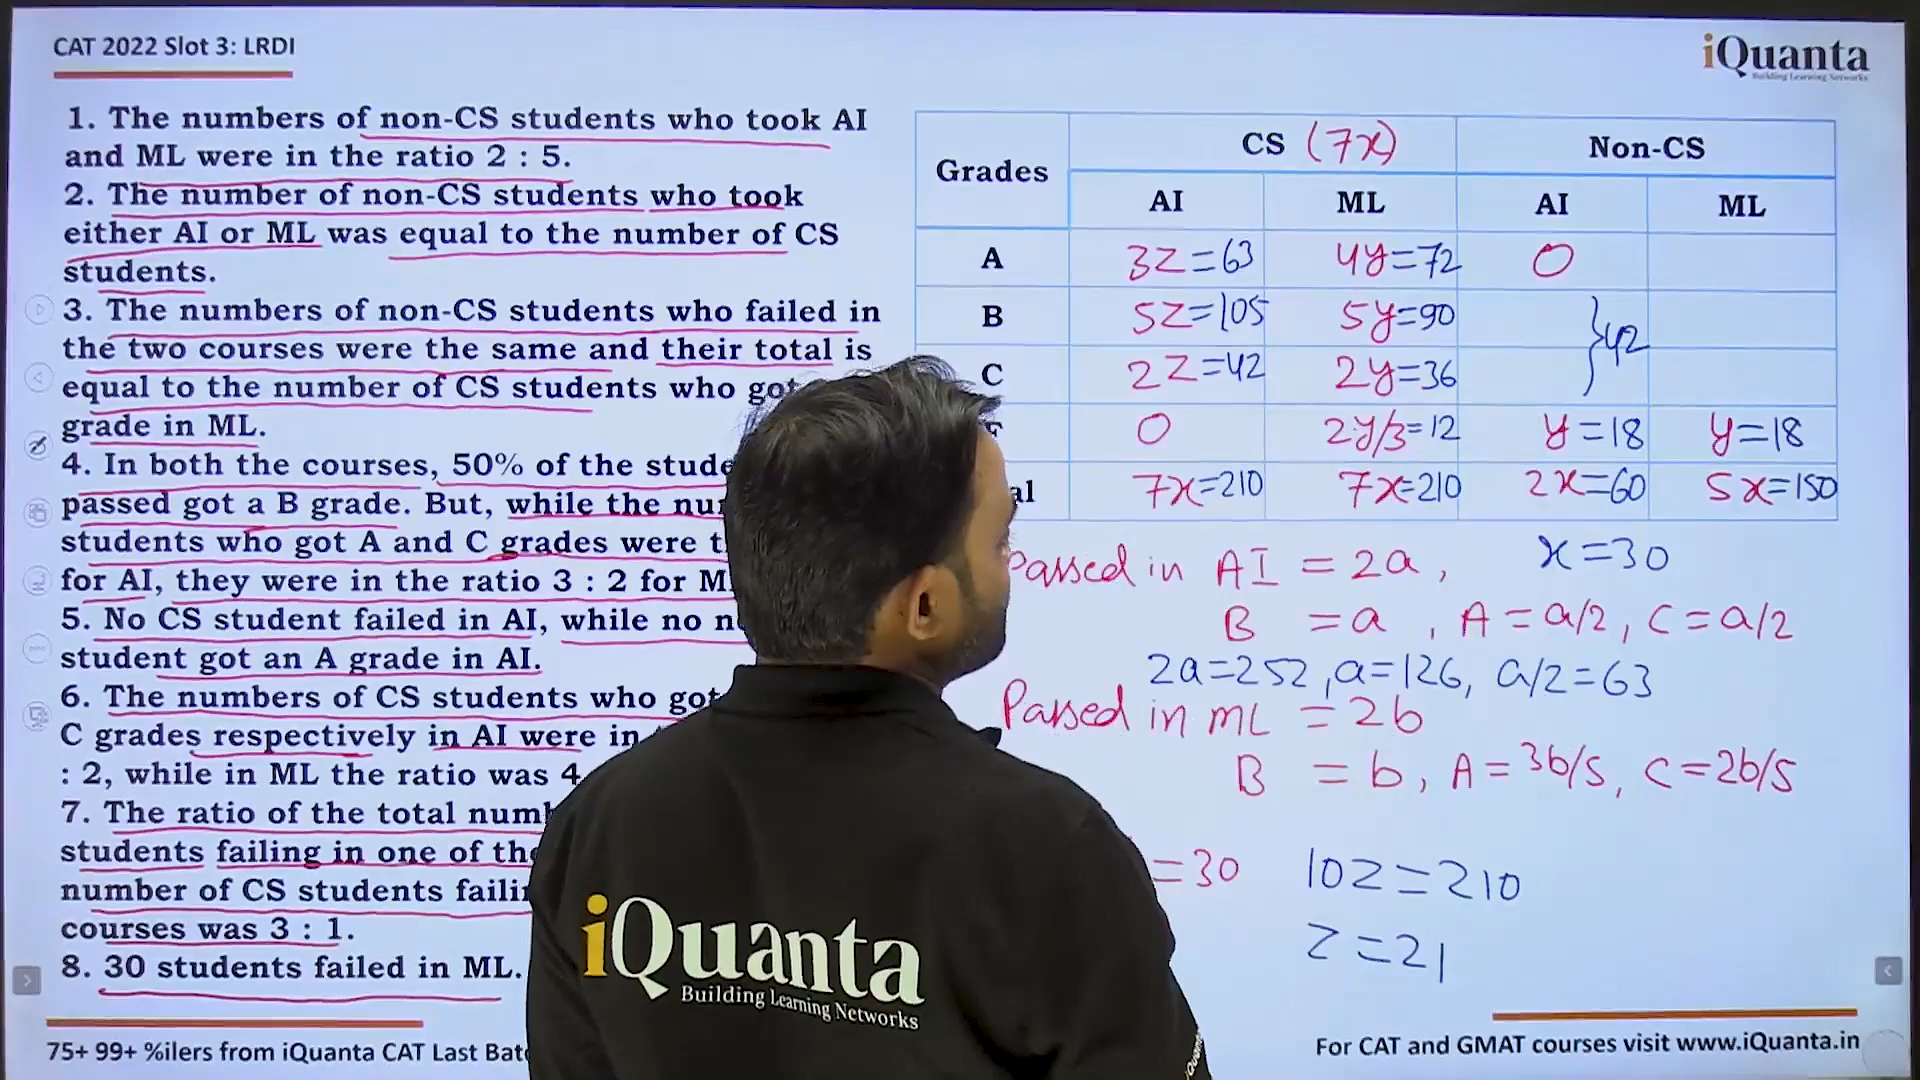 CAT 2022 Slot 3: LRDI
iQuanta
Building Learning Networks
1. The numbers of non-CS students who took AI
and ML were in the ratio 2 : 5.
2. The number of non-CS students who took
either AI or ML was equal to the number of CS
students.
3. The numbers of non-CS students who failed in
the two courses were the same and their total is
equal to the number of CS students who got
grade in ML.
4. In both the courses, 50% of the
passed got a B grade. But, while the
students who got A and C grades were
for AI, they were in the ratio 3 : 2 for
5. No CS student failed in AI, while no
student got an A grade in AI.
6. The numbers of CS students who got
C grades respectively in AI were in
: 2, while in ML the ratio was 4
7. The ratio of the total
students failing in one of the
number of CS students
courses was 3 : 1.
8. 30 students failed in ML.
Grades CS (7x) Non-CS
AI ML AI ML
A 3z=63 4y=72 0
B 5z=105 5y=90
}42
C 2z=42 2y=36
F 0 2y/3=12 y=18 y=18
7x=210 7x=210 2x=60 5x=150
Passed in AI = 2a, x=30
B = a, A = a/2, C = a/2
2a=252, a=126, a/2=63
Passed in ML = 2b
B = b, A = 3b/5, C = 2b/5
=30 10z=210
z=21
iQuanta
Building Learning Networks
75+ 99+ %ilers from iQuanta CAT Last
For CAT and GMAT courses visit www.iQuanta.in